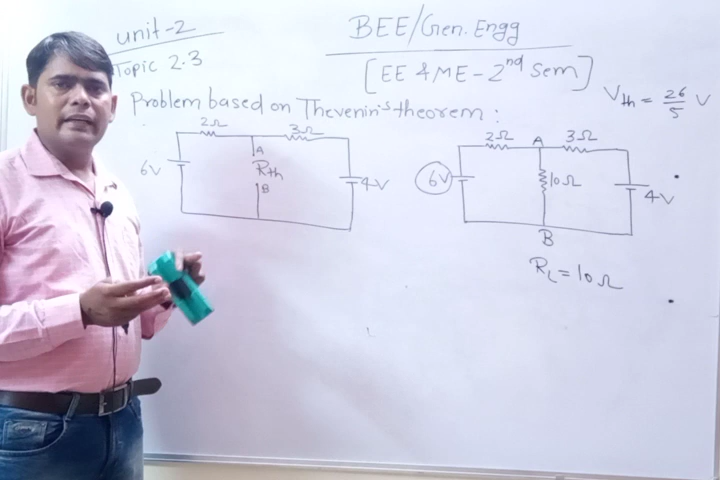 unit-2
Topic 2.3
BEE/Gen. Engg
[EE & ME - 2nd Sem]
Problem based on Thevenin's theorem :
Vth = 26/5 V
2Ω 3Ω
6V A Rth B 4V
2Ω A 3Ω
6V 10Ω 4V
B
RL = 10Ω